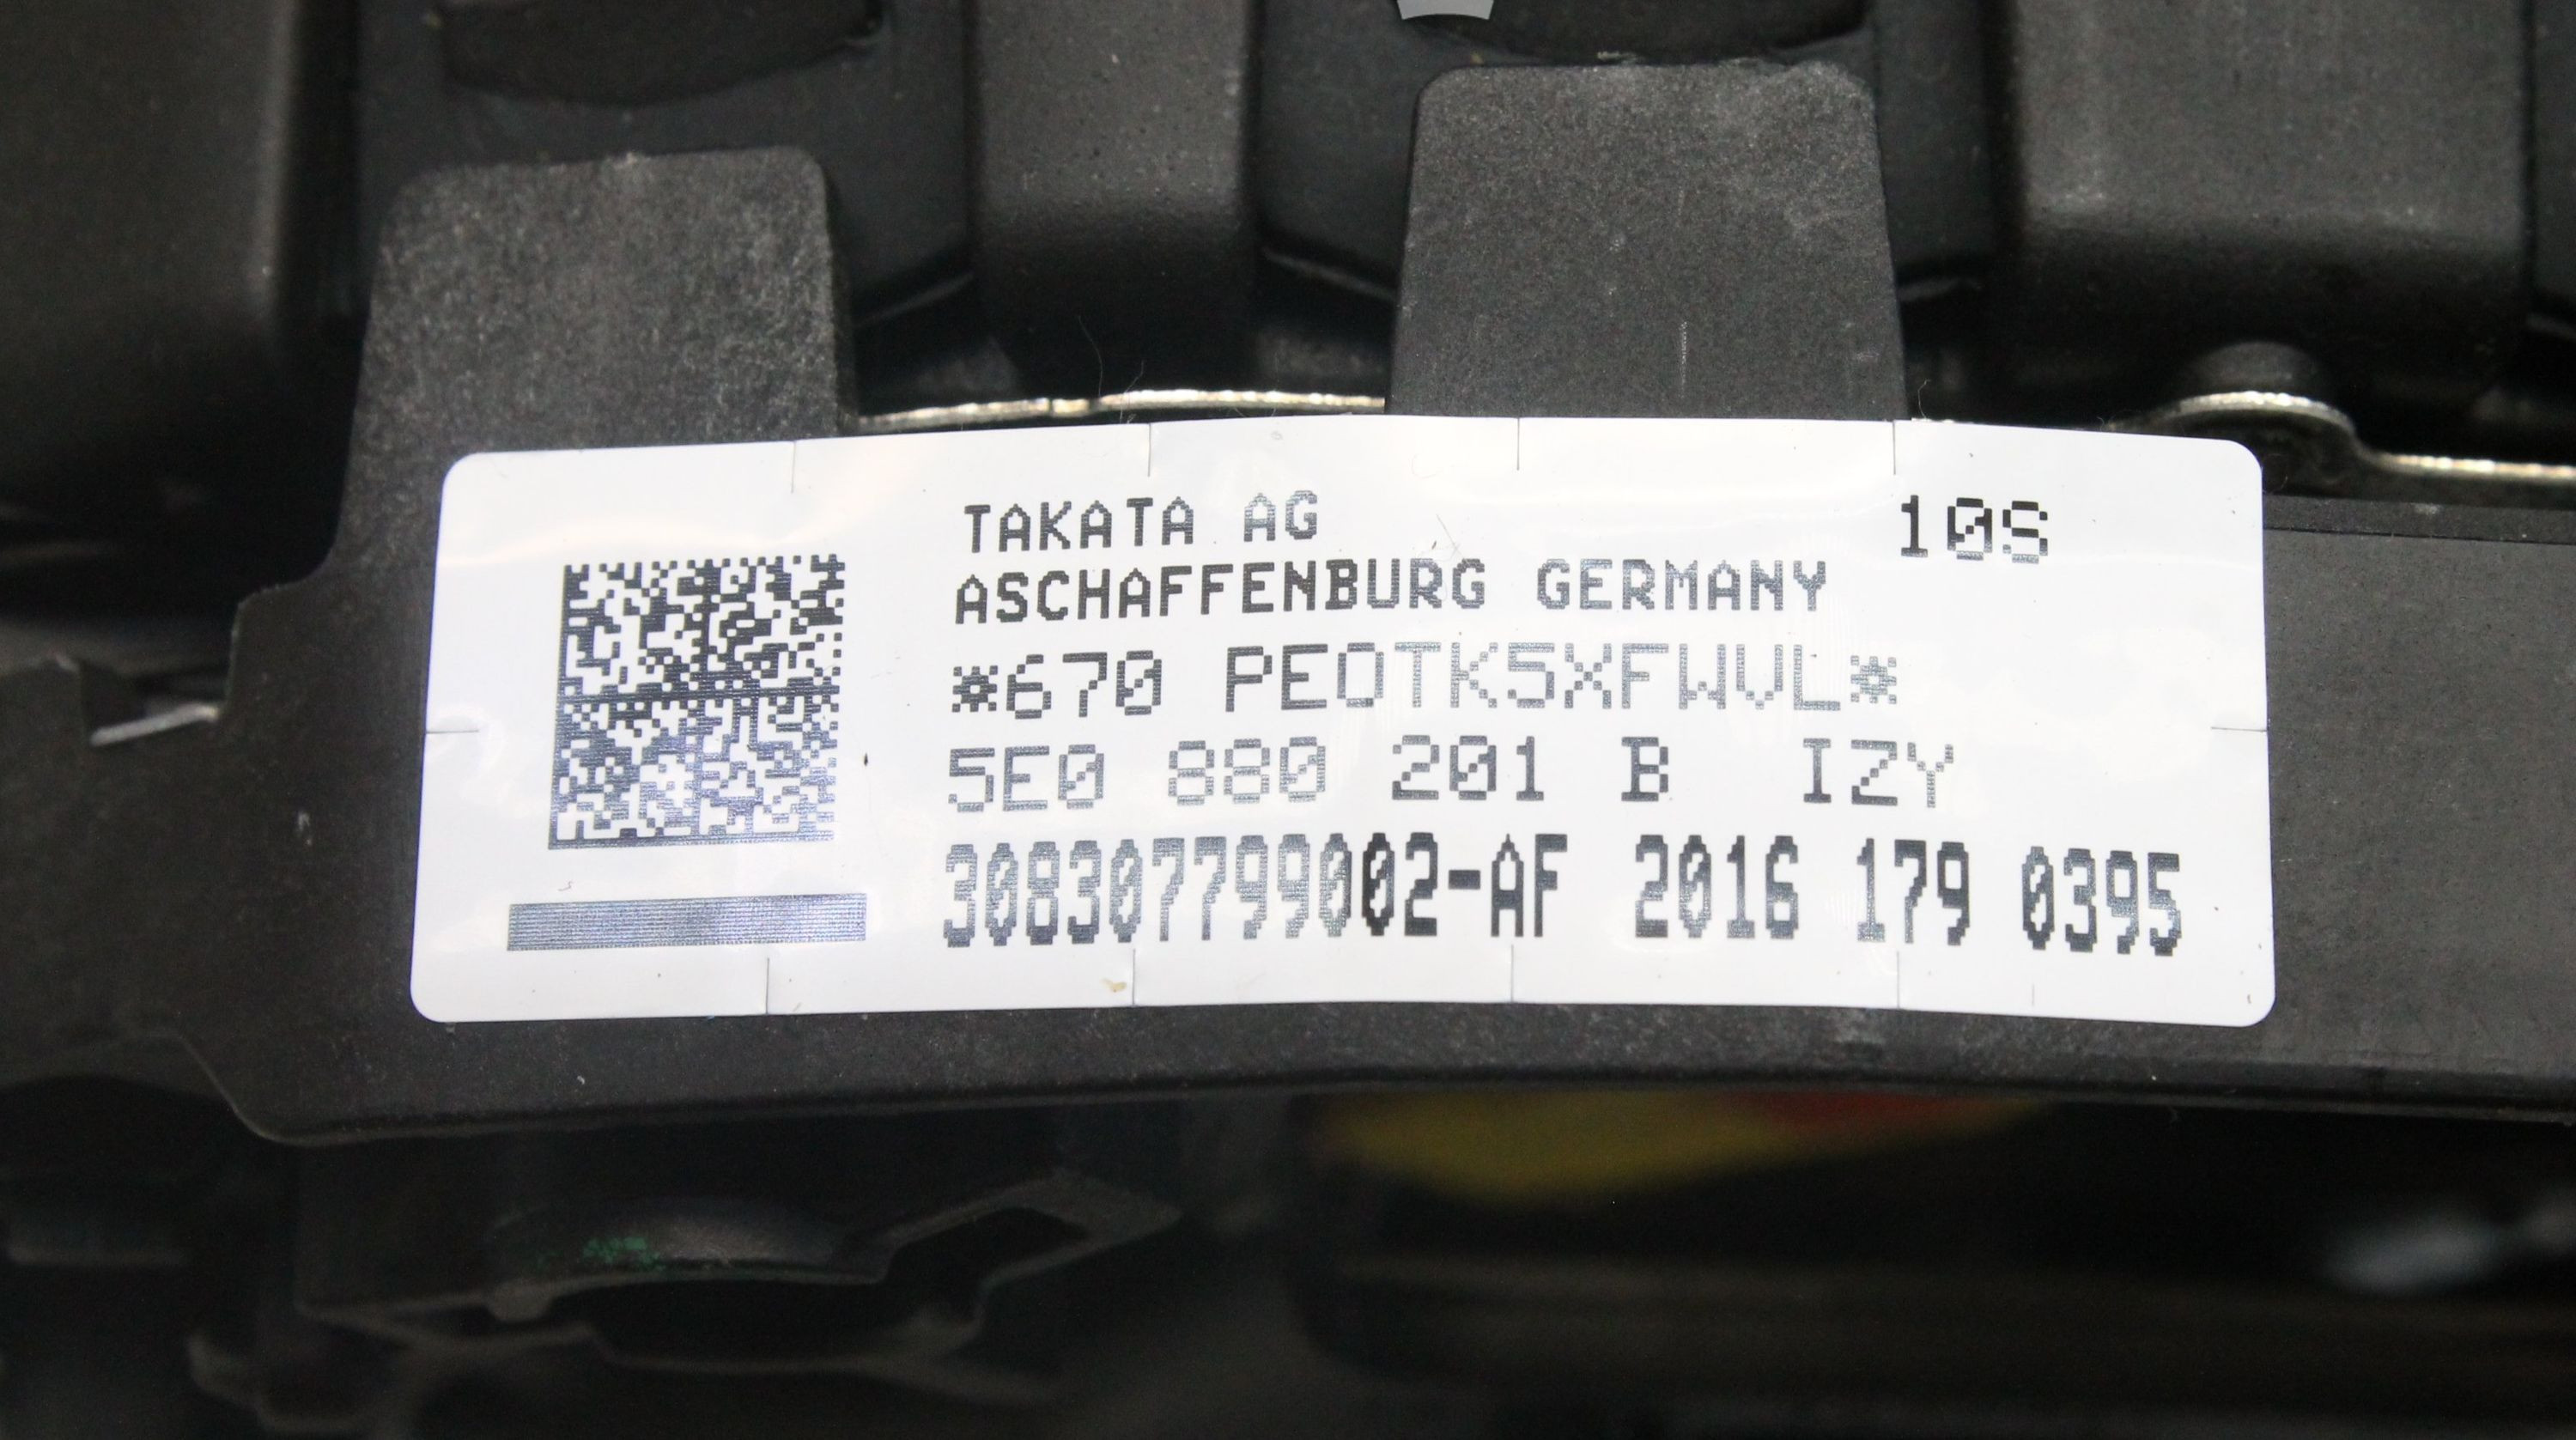 TAKATA AG 10S
ASCHAFFENBURG GERMANY
*670 PEOTK5XFWVL*
5E0 880 201 B IZY
308307799002-AF 2016 179 0395